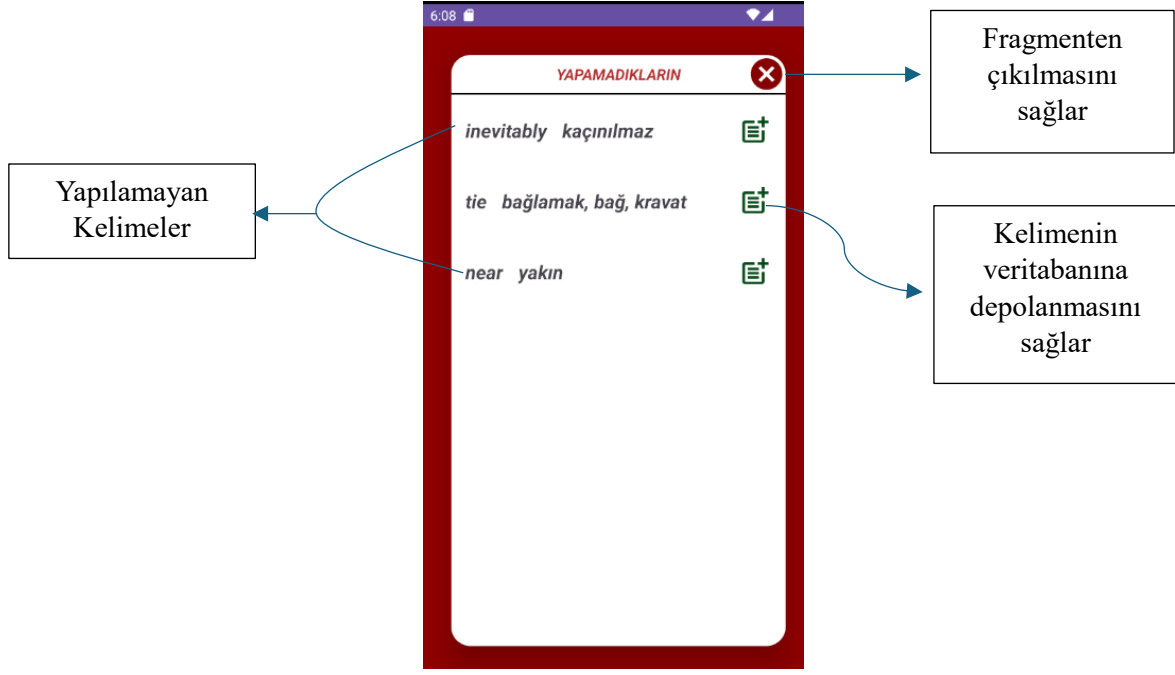 6:08
YAPAMADIKLARIN
inevitably kaçınılmaz
tie bağlamak, bağ, kravat
near yakın
Yapılamayan
Kelimeler
Fragmenten
çıkılmasını
sağlar
Kelimenin
veritabanına
depolanmasını
sağlar